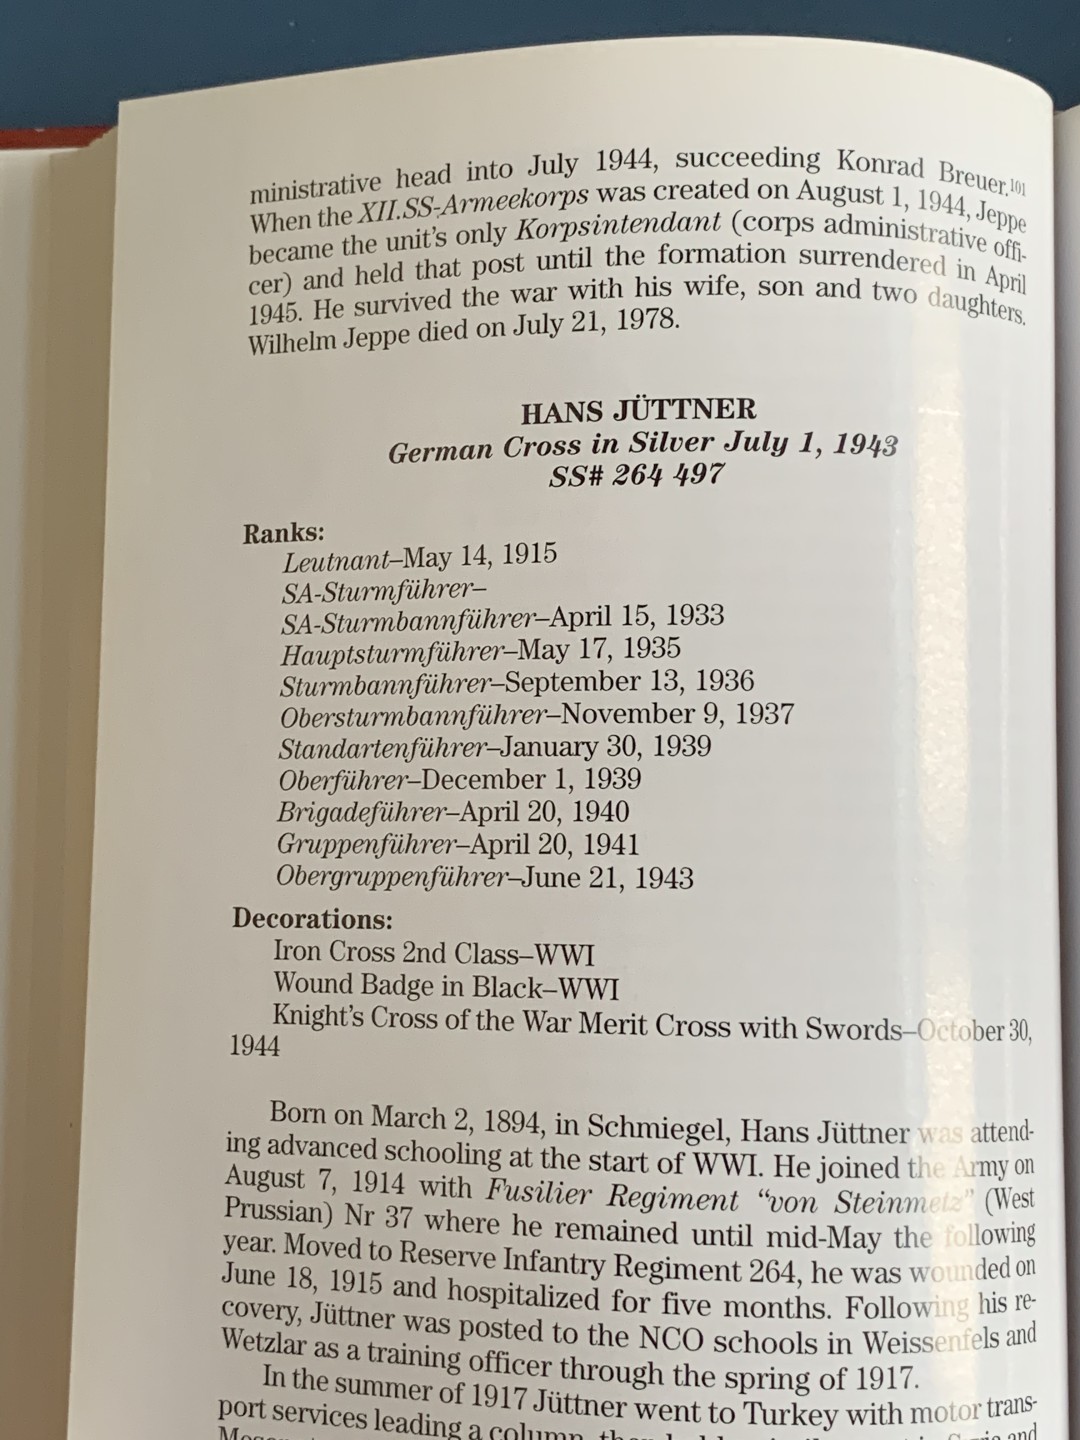 ministrative head into July 1944, succeeding Konrad Breuer.101
When the XII.SS-Armeekorps was created on August 1, 1944, Jeppe
became the unit's only Korpsintendant (corps administrative offi-
cer) and held that post until the formation surrendered in April
1945. He survived the war with his wife, son and two daughters.
Wilhelm Jeppe died on July 21, 1978.
HANS JÜTTNER
German Cross in Silver July 1, 1943
SS# 264 497
Ranks:
Leutnant–May 14, 1915
SA-Sturmführer–
SA-Sturmbannführer–April 15, 1933
Hauptsturmführer–May 17, 1935
Sturmbannführer–September 13, 1936
Obersturmbannführer–November 9, 1937
Standartenführer–January 30, 1939
Oberführer–December 1, 1939
Brigadeführer–April 20, 1940
Gruppenführer–April 20, 1941
Obergruppenführer–June 21, 1943
Decorations:
Iron Cross 2nd Class–WWI
Wound Badge in Black–WWI
Knight's Cross of the War Merit Cross with Swords–October 30,
1944
Born on March 2, 1894, in Schmiegel, Hans Jüttner was attend-
ing advanced schooling at the start of WWI. He joined the Army on
August 7, 1914 with Fusilier Regiment “von Steinmetz” (West
Prussian) Nr 37 where he remained until mid-May the following
year. Moved to Reserve Infantry Regiment 264, he was wounded on
June 18, 1915 and hospitalized for five months. Following his re-
covery, Jüttner was posted to the NCO schools in Weissenfels and
Wetzlar as a training officer through the spring of 1917.
In the summer of 1917 Jüttner went to Turkey with motor trans-
port services leading a column, then
and